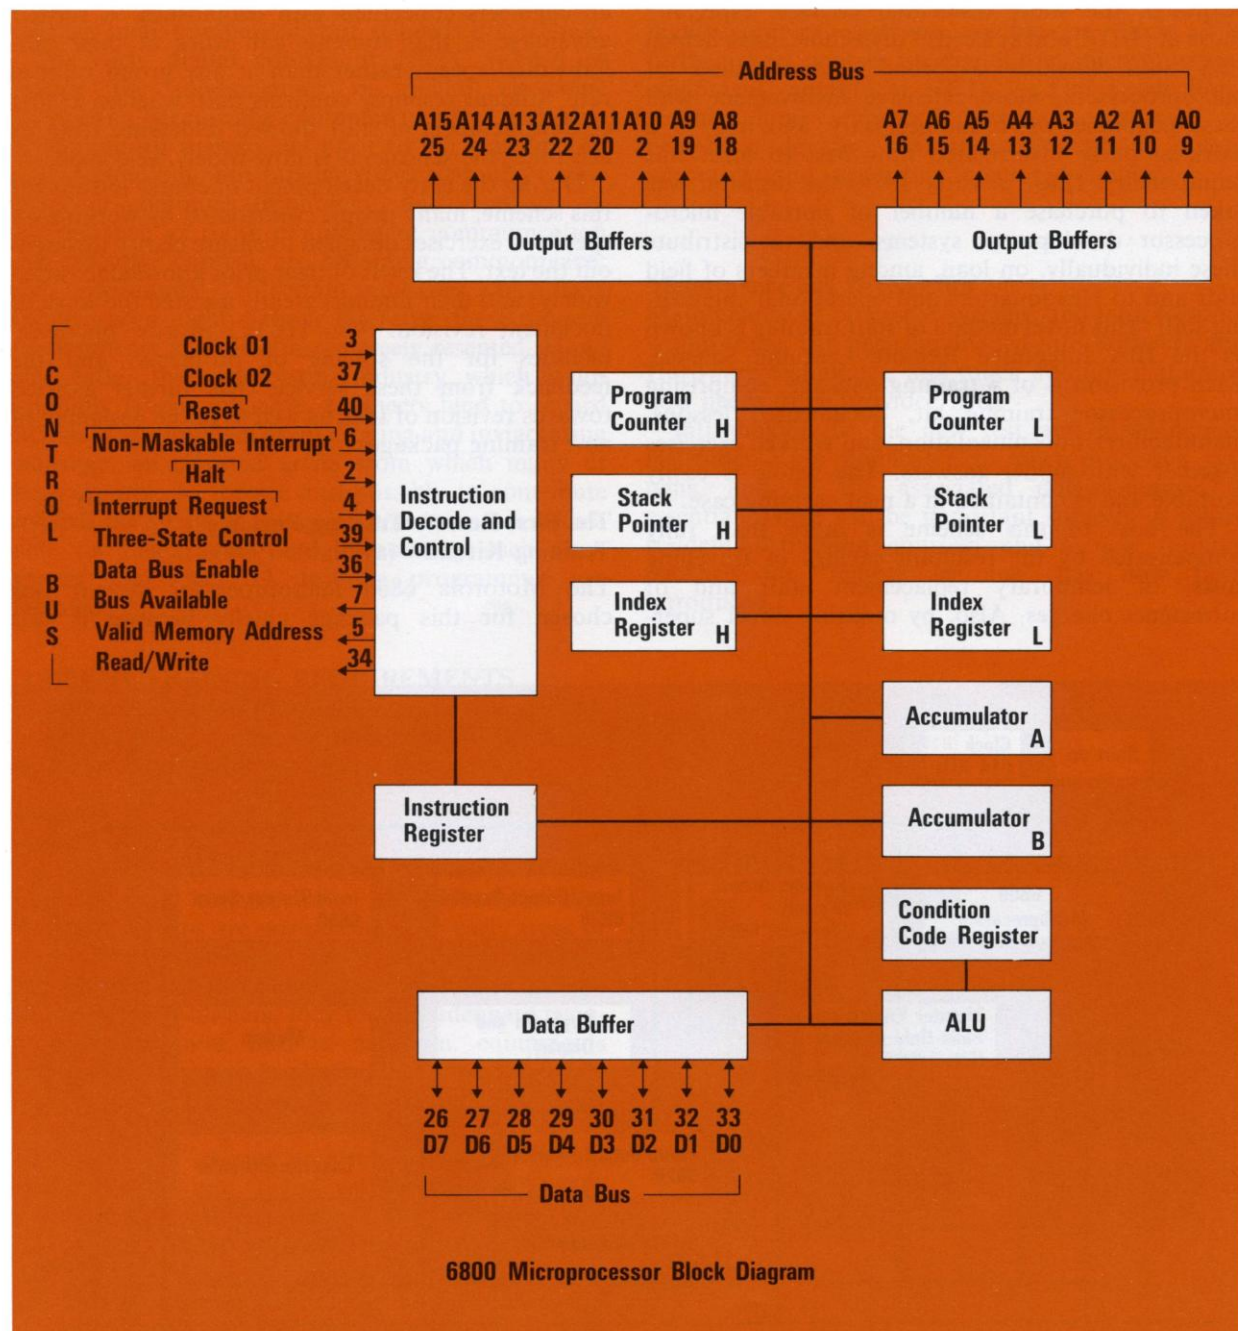 Address Bus
A15 A14 A13 A12 A11 A10 A9 A8 A7 A6 A5 A4 A3 A2 A1 A0
25 24 23 22 20 2 19 18 16 15 14 13 12 11 10 9
Output Buffers
Output Buffers
CONTROL BUS
Clock 01 3
Clock 02 37
Reset 40
Non-Maskable Interrupt 6
Halt 2
Interrupt Request 4
Three-State Control 39
Data Bus Enable 36
Bus Available 7
Valid Memory Address 5
Read/Write 34
Instruction
Decode and
Control
Program
Counter H
Program
Counter L
Stack
Pointer H
Stack
Pointer L
Index
Register H
Index
Register L
Accumulator
A
Instruction
Register
Accumulator
B
Condition
Code Register
ALU
Data Buffer
26 27 28 29 30 31 32 33
D7 D6 D5 D4 D3 D2 D1 D0
Data Bus
6800 Microprocessor Block Diagram